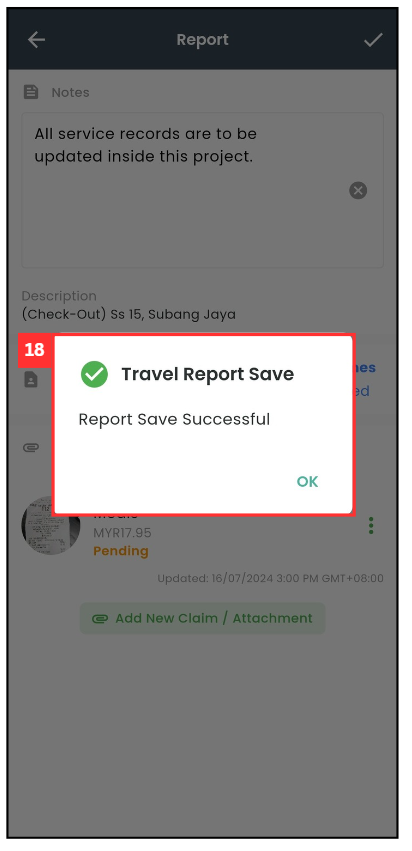 Report
Notes
All service records are to be
updated inside this project.
Description
(Check-Out) Ss 15, Subang Jaya
18
Travel Report Save
Report Save Successful
OK
MYR17.95
Pending
Updated: 16/07/2024 3:00 PM GMT+08:00
Add New Claim / Attachment